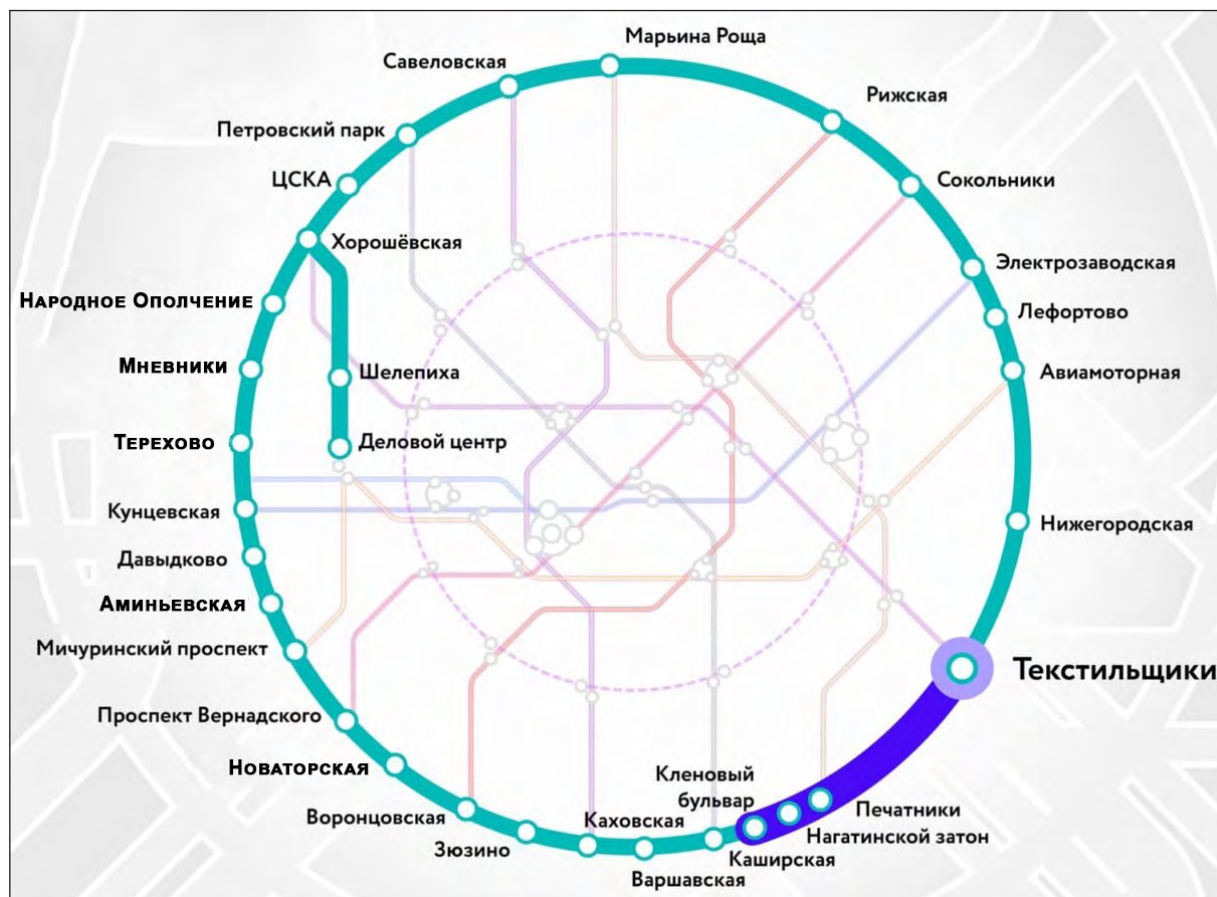 Марьина Роща
Савеловская
Рижская
Петровский парк
ЦСКА
Сокольники
Хорошёвская
Электрозаводская
Народное Ополчение
Лефортово
Мневники
Шелепиха
Авиамоторная
Терехово
Деловой центр
Кунцевская
Нижегородская
Давыдково
Аминьевская
Мичуринский проспект
Текстильщики
Проспект Вернадского
Новаторская
Кленовый
бульвар
Воронцовская
Каховская
Печатники
Зюзино
Нагатинской затон
Варшавская
Каширская